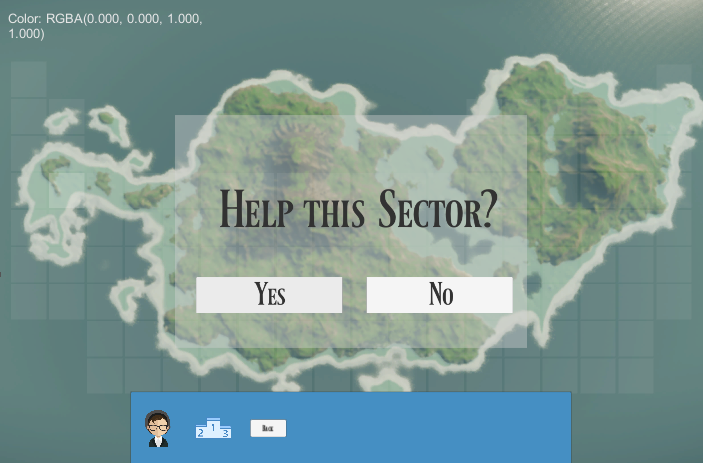 Color: RGBA(0.000, 0.000, 1.000,
1.000)
Help this Sector?
Yes
No
2 1 3
Back